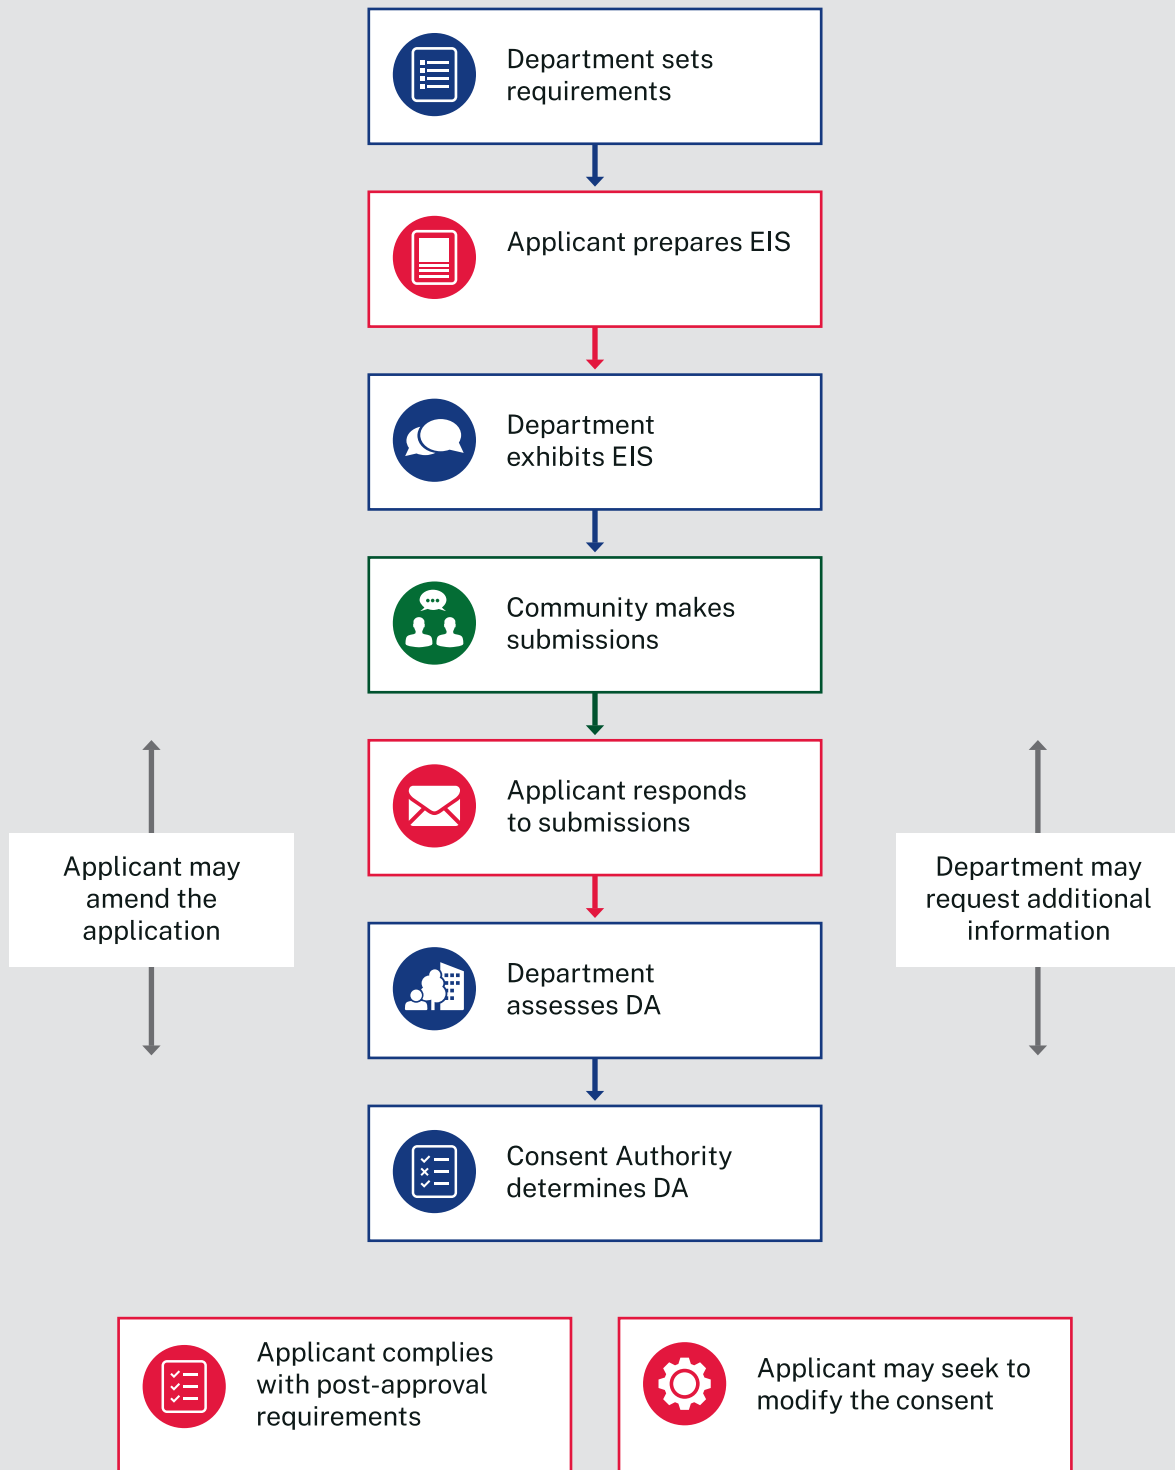 Department sets
requirements
Applicant prepares EIS
Department
exhibits EIS
Community makes
submissions
Applicant responds
to submissions
Applicant may
amend the
application
Department may
request additional
information
Department
assesses DA
Consent Authority
determines DA
Applicant complies
with post-approval
requirements
Applicant may seek to
modify the consent